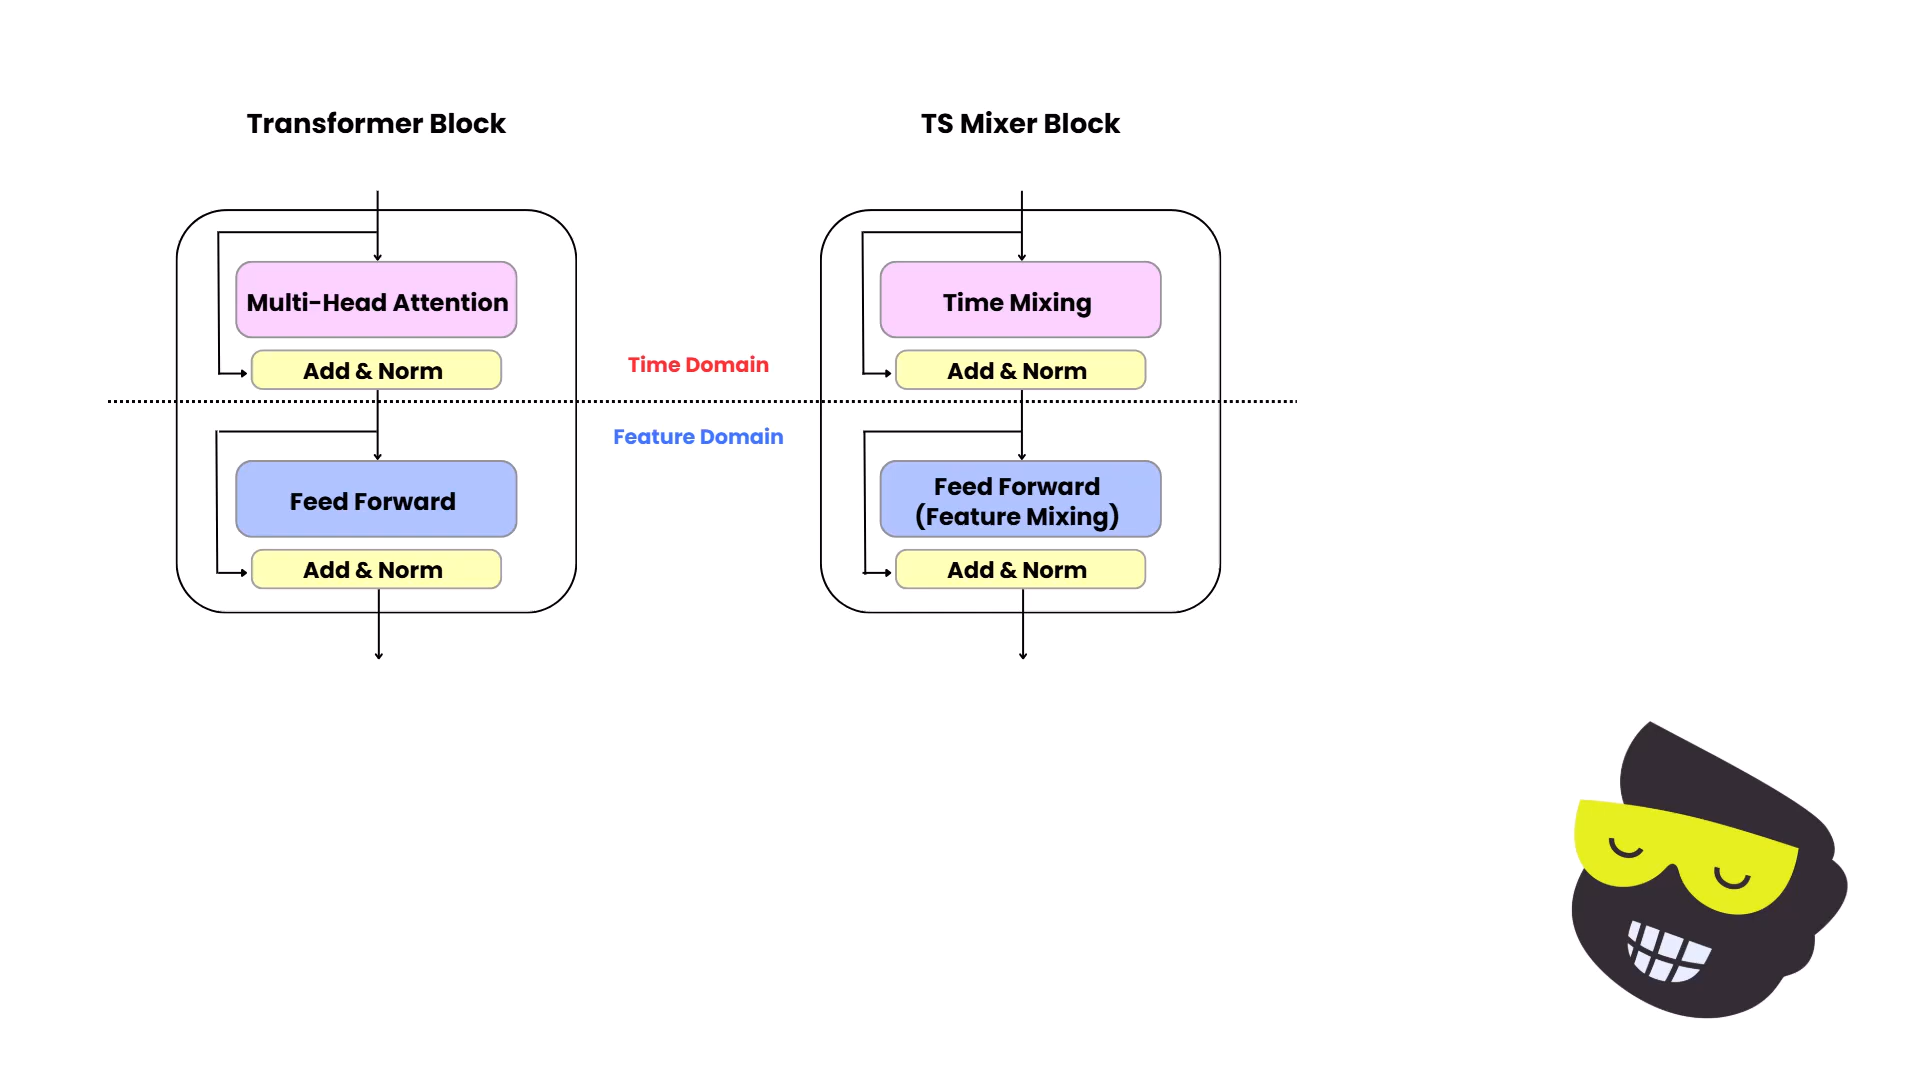 Transformer Block
TS Mixer Block
Multi-Head Attention
Add & Norm
Feed Forward
Add & Norm
Time Domain
Feature Domain
Time Mixing
Add & Norm
Feed Forward
(Feature Mixing)
Add & Norm